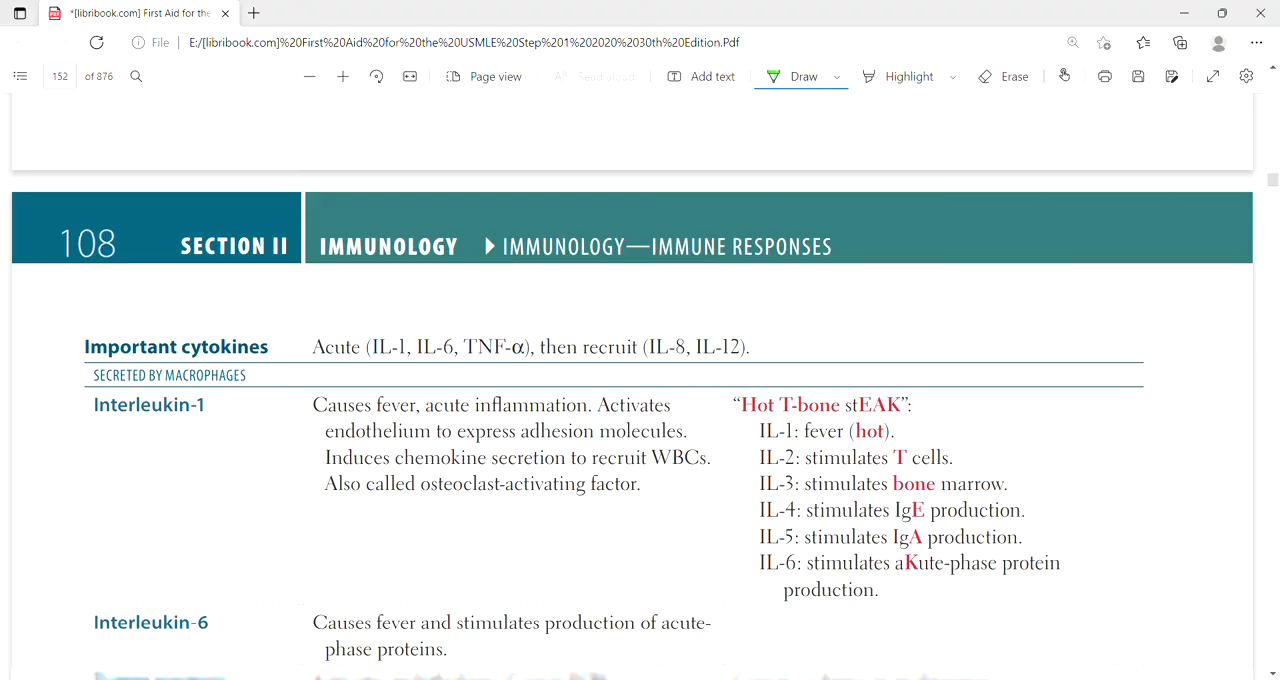 *[libribook.com] First Aid for the
File
E:/[libribook.com]%20First%20Aid%20for%20the%20USMLE%20Step%201%202020%2030th%20Edition.Pdf
152 of 876
Page view
Read aloud
Add text
Draw
Highlight
Erase
108 SECTION II IMMUNOLOGY ▶ IMMUNOLOGY—IMMUNE RESPONSES
Important cytokines Acute (IL-1, IL-6, TNF-α), then recruit (IL-8, IL-12).
SECRETED BY MACROPHAGES
Interleukin-1
Causes fever, acute inflammation. Activates
endothelium to express adhesion molecules.
Induces chemokine secretion to recruit WBCs.
Also called osteoclast-activating factor.
“Hot T-bone stEAK”:
IL-1: fever (hot).
IL-2: stimulates T cells.
IL-3: stimulates bone marrow.
IL-4: stimulates IgE production.
IL-5: stimulates IgA production.
IL-6: stimulates aKute-phase protein
production.
Interleukin-6
Causes fever and stimulates production of acute-
phase proteins.